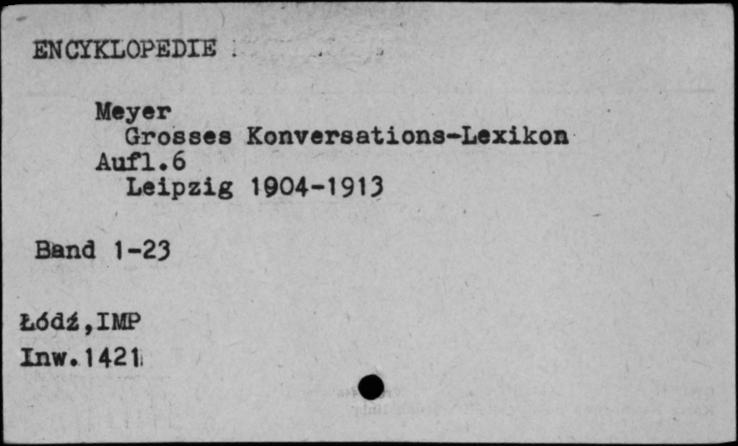 ENCYKLOPEDIE
Meyer
Grosses Konversations-Lexikon
Aufl.6
Leipzig 1904-1913
Band 1-23
Łódź,IMP
Inw.1421